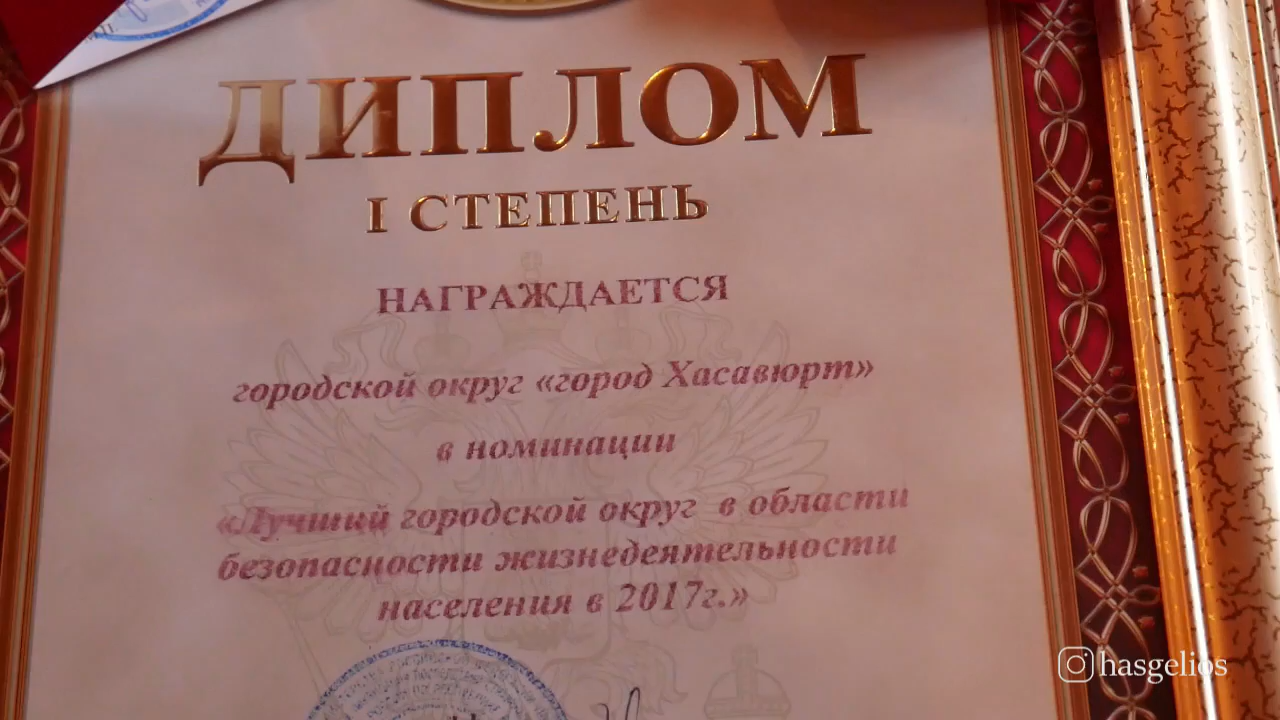 ДИПЛОМ
I СТЕПЕНЬ
НАГРАЖДАЕТСЯ
городской округ «город Хасавюрт»
в номинации
«Лучший городской округ в области
безопасности жизнедеятельности
населения в 2017г.»
hasgelios